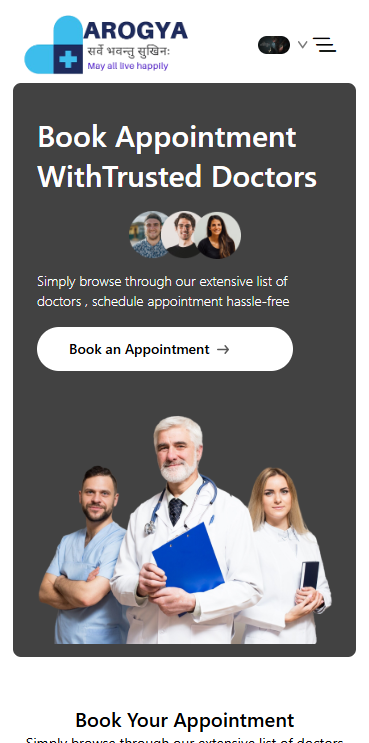 AROGYA
सर्वे भवन्तु सुखिनः
May all live happily
Book Appointment
WithTrusted Doctors
Simply browse through our extensive list of
doctors , schedule appointment hassle-free
Book an Appointment →
Book Your Appointment
Simply browse through our extensive list of doctors